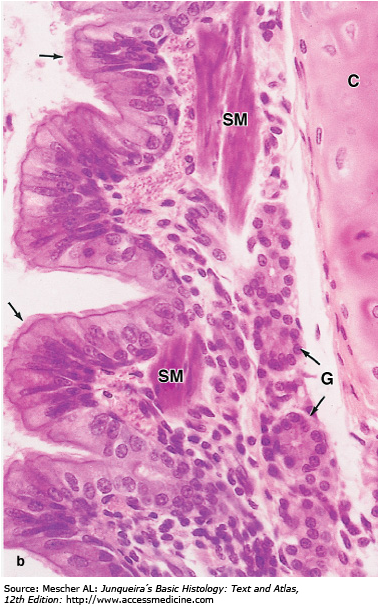 C
SM
G
SM
b
Source: Mescher AL: Junqueira´s Basic Histology: Text and Atlas,
12th Edition: http://www.accessmedicine.com